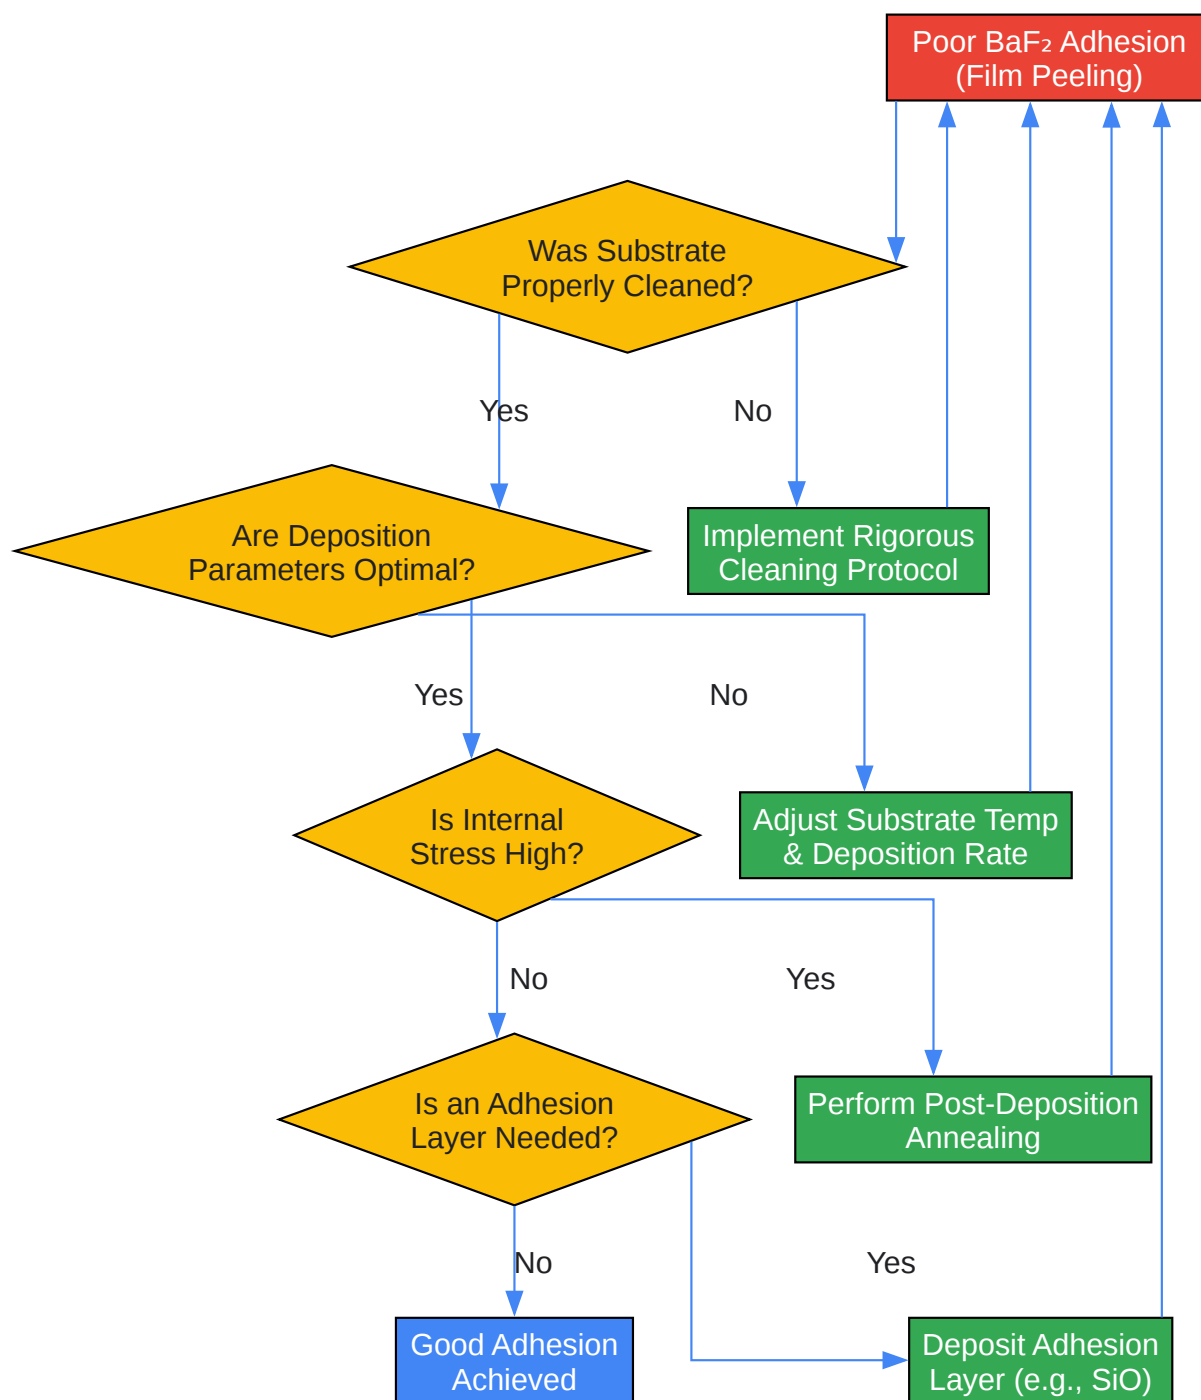 Poor BaF₂ Adhesion
(Film Peeling)
Was Substrate
Properly Cleaned?
Yes
No
Are Deposition
Parameters Optimal?
Implement Rigorous
Cleaning Protocol
Yes
No
Is Internal
Stress High?
Adjust Substrate Temp
& Deposition Rate
No
Yes
Is an Adhesion
Layer Needed?
Perform Post-Deposition
Annealing
No
Yes
Good Adhesion
Achieved
Deposit Adhesion
Layer (e.g., SiO)